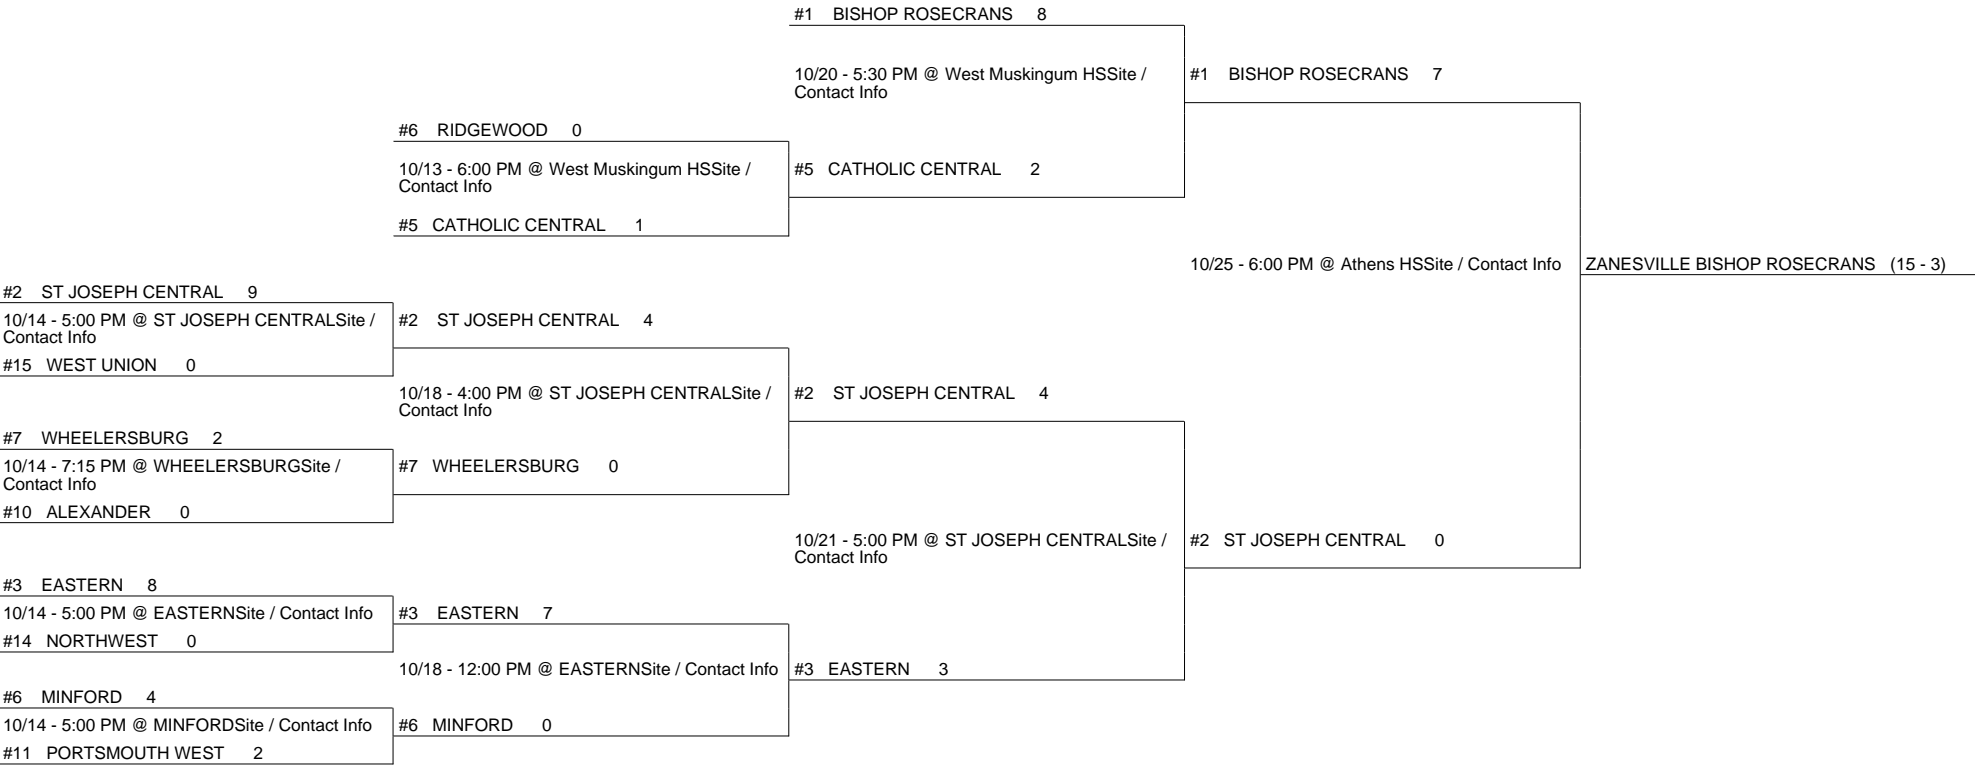 #1 BISHOP ROSECRANS 8
10/20 - 5:30 PM @ West Muskingum HSSite /
Contact Info
#1 BISHOP ROSECRANS 7
#6 RIDGEWOOD 0
10/13 - 6:00 PM @ West Muskingum HSSite /
Contact Info
#5 CATHOLIC CENTRAL 2
#5 CATHOLIC CENTRAL 1
10/25 - 6:00 PM @ Athens HSSite / Contact Info
ZANESVILLE BISHOP ROSECRANS (15 - 3)
#2 ST JOSEPH CENTRAL 9
10/14 - 5:00 PM @ ST JOSEPH CENTRALSite /
Contact Info
#2 ST JOSEPH CENTRAL 4
#15 WEST UNION 0
10/18 - 4:00 PM @ ST JOSEPH CENTRALSite /
Contact Info
#2 ST JOSEPH CENTRAL 4
#7 WHEELERSBURG 2
10/14 - 7:15 PM @ WHEELERSBURGSite /
Contact Info
#7 WHEELERSBURG 0
#10 ALEXANDER 0
10/21 - 5:00 PM @ ST JOSEPH CENTRALSite /
Contact Info
#2 ST JOSEPH CENTRAL 0
#3 EASTERN 8
10/14 - 5:00 PM @ EASTERNSite / Contact Info
#3 EASTERN 7
#14 NORTHWEST 0
10/18 - 12:00 PM @ EASTERNSite / Contact Info
#3 EASTERN 3
#6 MINFORD 4
10/14 - 5:00 PM @ MINFORDSite / Contact Info
#6 MINFORD 0
#11 PORTSMOUTH WEST 2